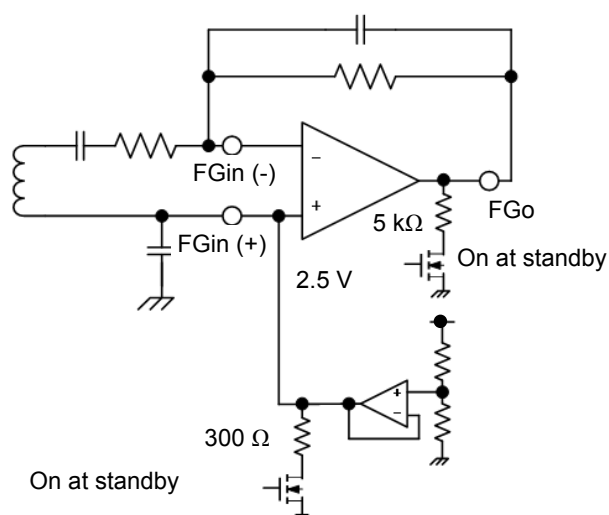 −
FGin (-)
+
5 kΩ
FGo
FGin (+)
On at standby
2.5 V
+
−
300 Ω
On at standby